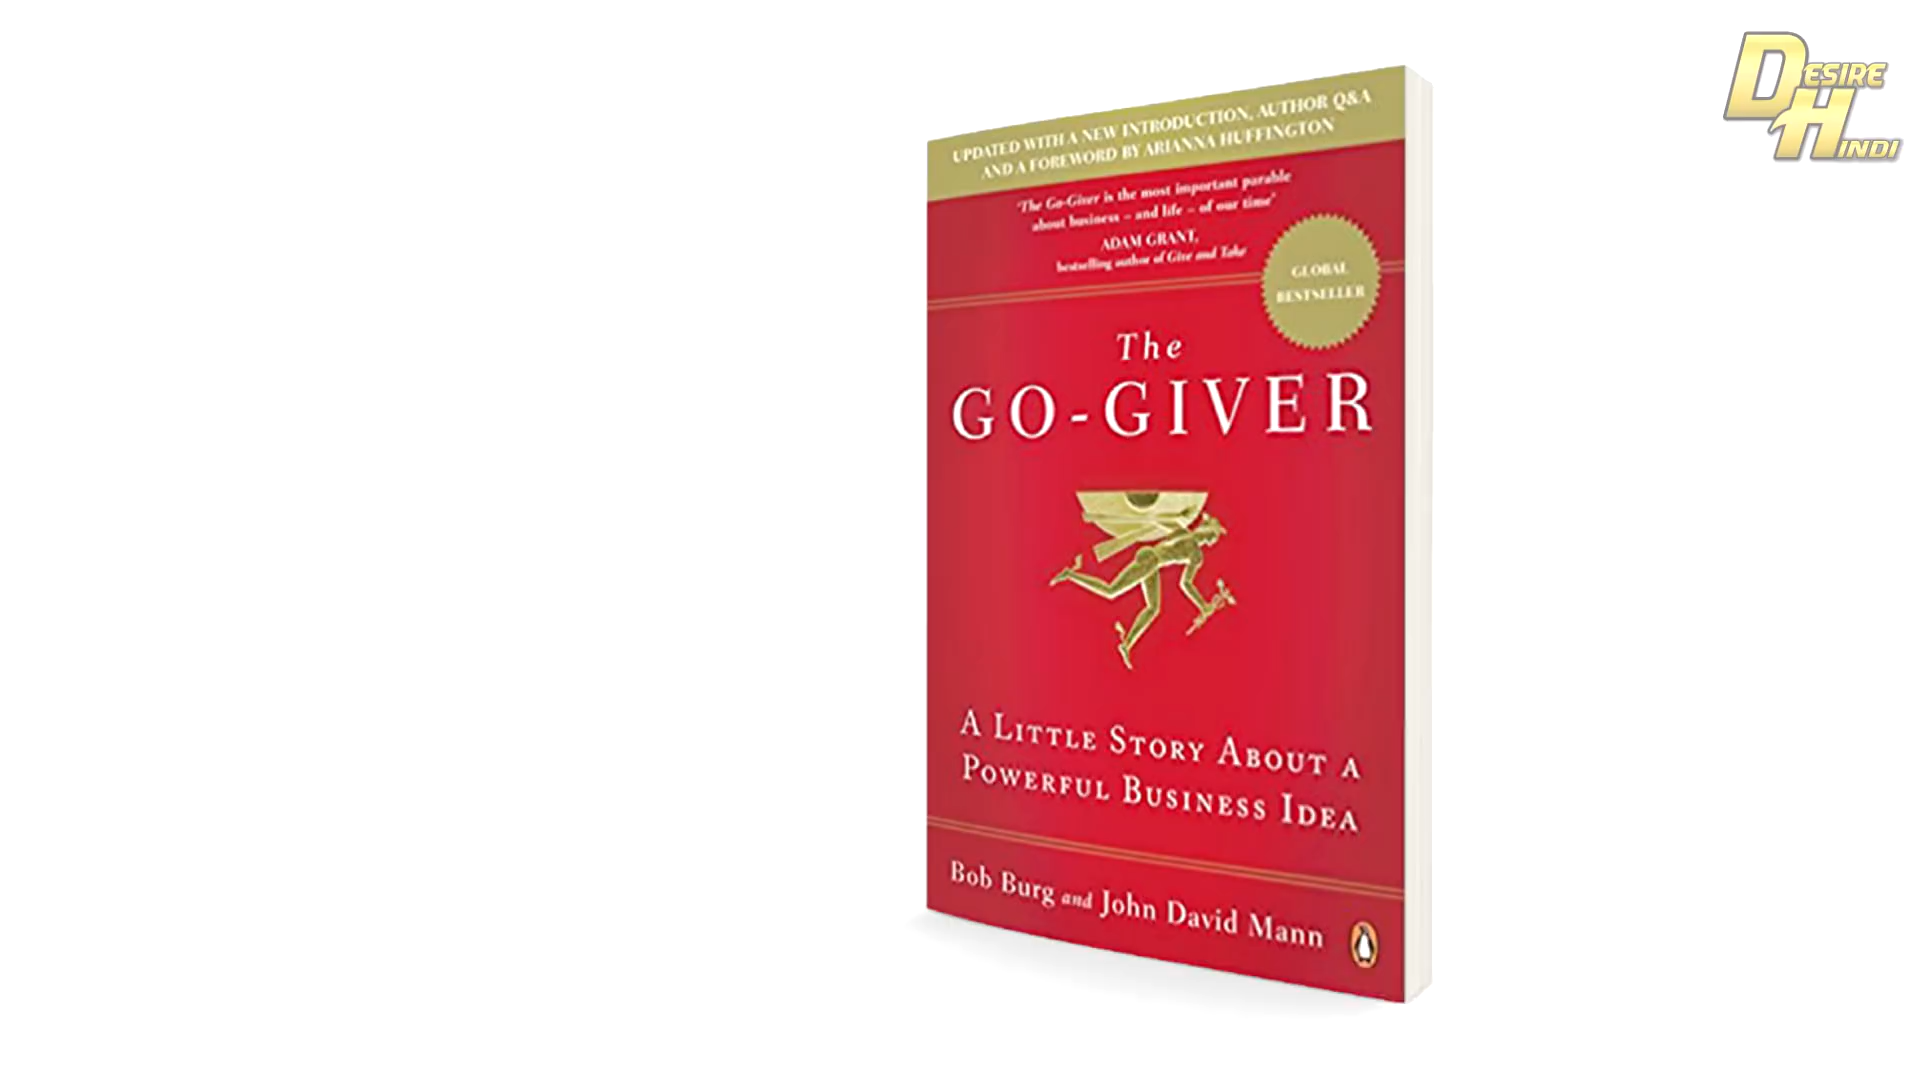 UPDATED WITH A NEW INTRODUCTION, AUTHOR Q&A
AND A FOREWORD BY ARIANNA HUFFINGTON
'The Go-Giver is the most important parable
about business – and life – of our time'
ADAM GRANT,
bestselling author of Give and Take
GLOBAL
BESTSELLER
The
GO-GIVER
A LITTLE STORY ABOUT A
POWERFUL BUSINESS IDEA
Bob Burg and John David Mann
DESIRE
HINDI